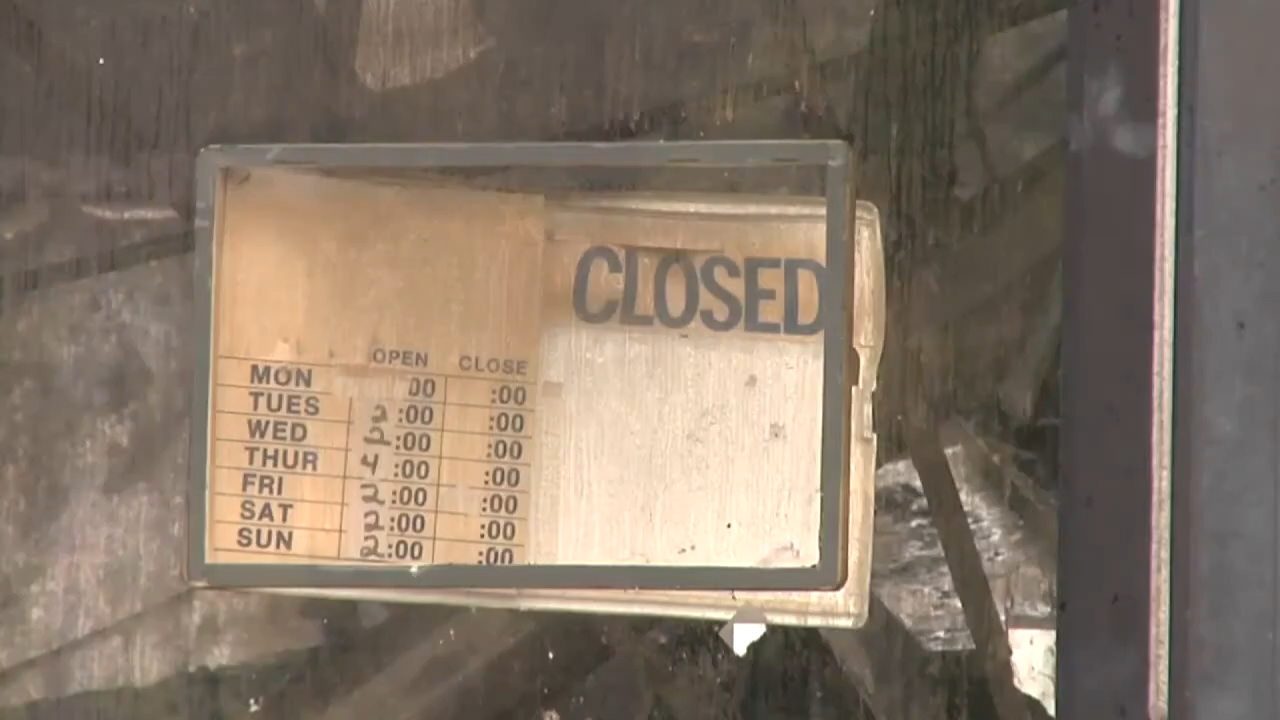 CLOSED
OPEN CLOSE
MON :00 :00
TUES 2:00 :00
WED 2:00 :00
THUR 4:00 :00
FRI 2:00 :00
SAT 2:00 :00
SUN 2:00 :00